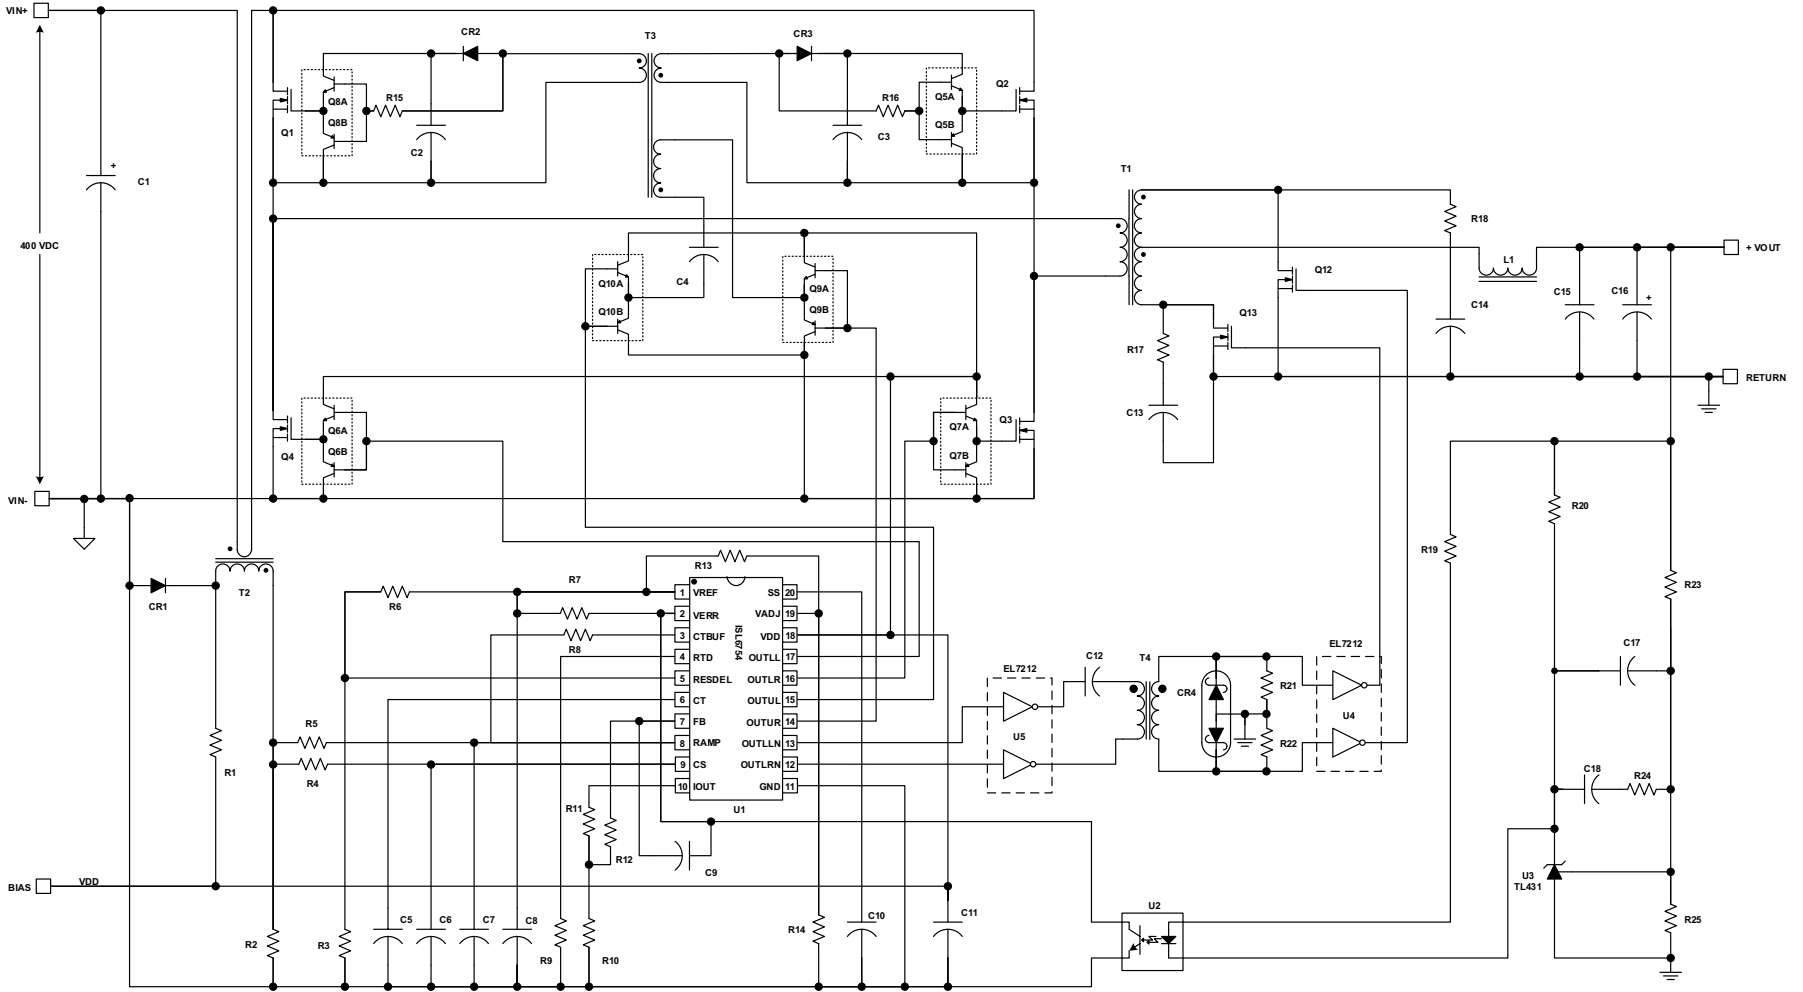 VIN+
CR2
T3
CR3
Q8A
Q8B
R15
Q1
C2
R16
C3
Q5A
Q5B
Q2
+
C1
T1
R18
400 VDC
+ VOUT
L1
Q12
Q10A
Q10B
C4
Q9A
Q9B
C14
C15
C16
+
Q13
R17
RETURN
C13
Q6A
Q6B
Q4
Q7A
Q7B
Q3
VIN-
R20
R19
R13
R7
R6
R8
CR1
T2
R23
1 VREF
2 VERR
3 CTBUF
4 RTD
5 RESDEL
6 CT
7 FB
8 RAMP
9 CS
10 IOUT
ISL6754
SS 20
VADJ 19
VDD 18
OUTLL 17
OUTLR 16
OUTUL 15
OUTUR 14
OUTLLN 13
OUTLRN 12
GND 11
U1
EL7212
C17
C12
T4
EL7212
CR4
R21
U4
R22
U5
R5
R4
R1
C18
R24
R11
R12
C9
U3
TL431
BIAS
VDD
U2
R2
R3
C5
C6
C7
C8
R9
R10
R14
C10
C11
R25